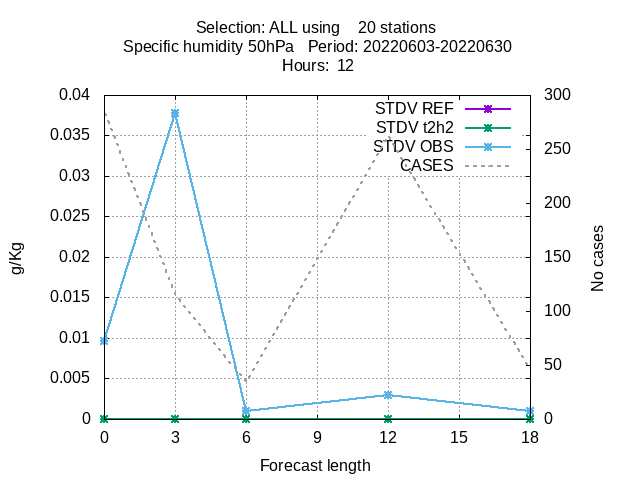 Selection: ALL using    20 stations
Specific humidity 50hPa   Period: 20220603-20220630
Hours:  12
STDV REF
STDV t2h2
STDV OBS
CASES
0.04
0.035
0.03
0.025
0.02
0.015
0.01
0.005
0
300
250
200
150
100
50
0
g/Kg
No cases
0 3 6 9 12 15 18
Forecast length